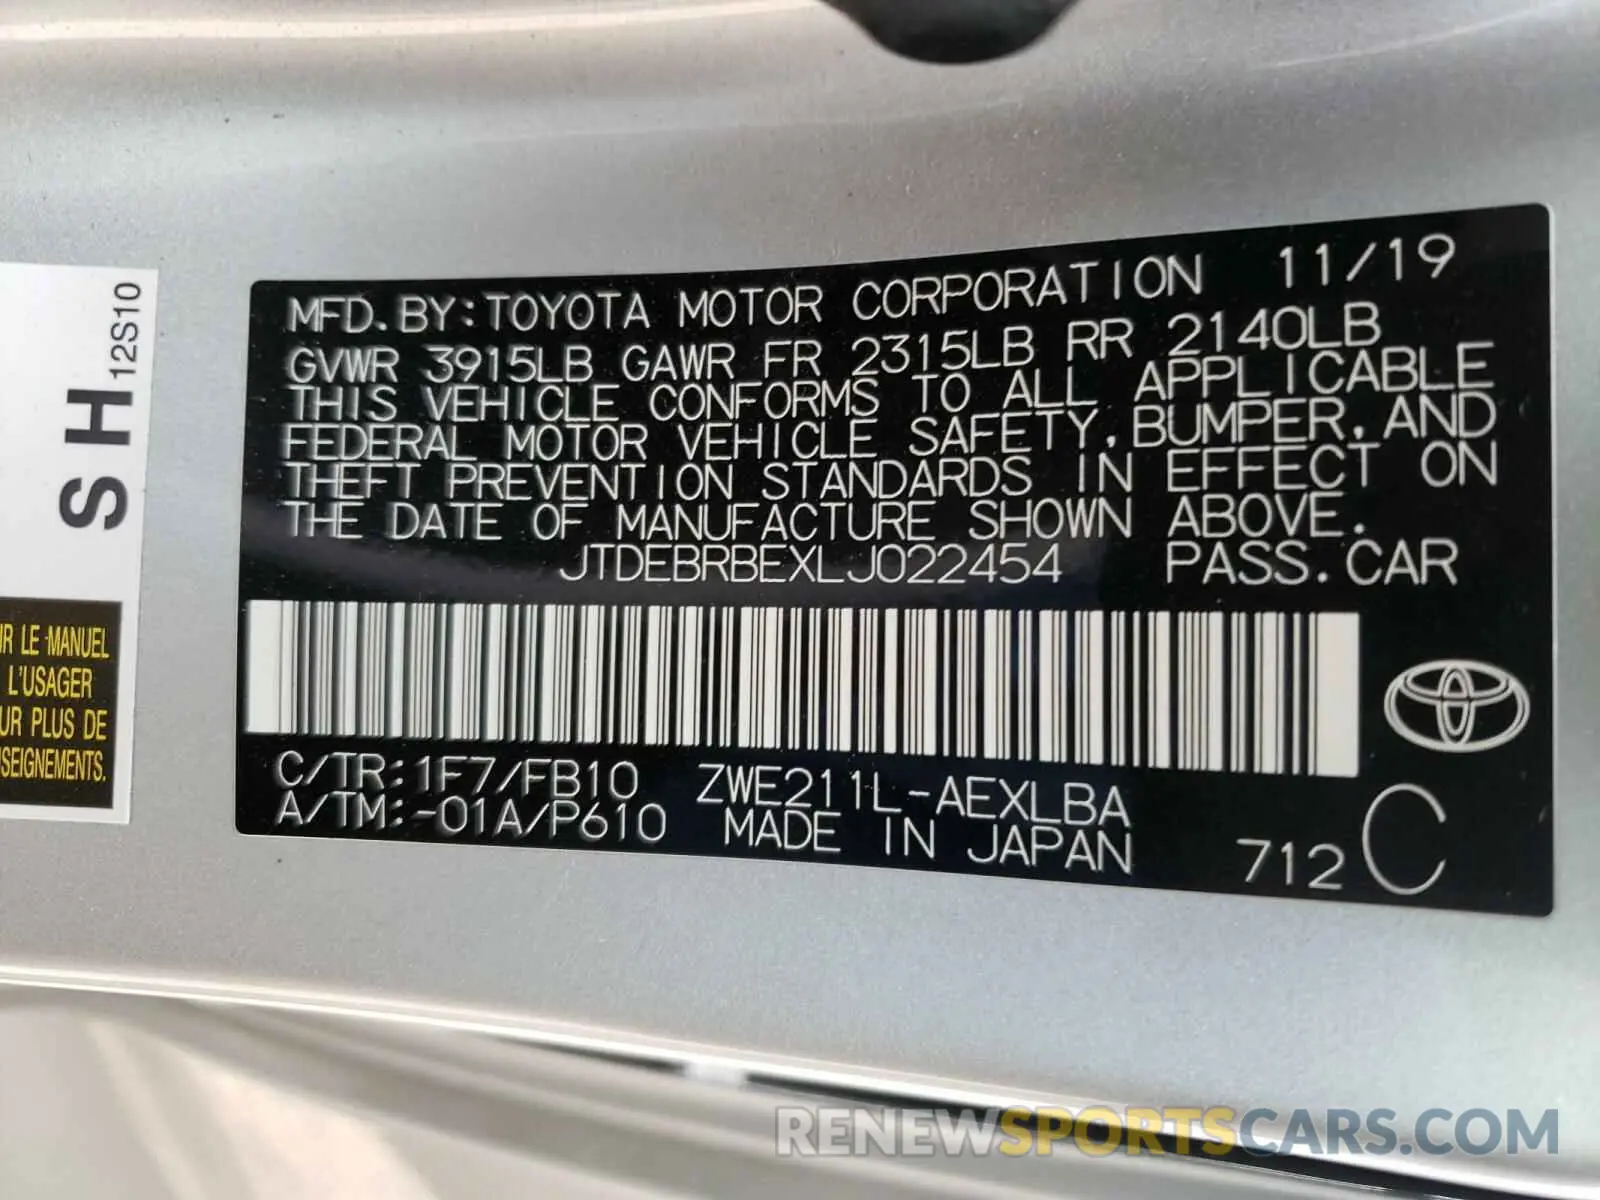 MFD.BY:TOYOTA MOTOR CORPORATION 11/19
GVWR 3915LB GAWR FR 2315LB RR 2140LB
THIS VEHICLE CONFORMS TO ALL APPLICABLE
FEDERAL MOTOR VEHICLE SAFETY,BUMPER,AND
THEFT PREVENTION STANDARDS IN EFFECT ON
THE DATE OF MANUFACTURE SHOWN ABOVE.
JTDEBRBEXLJ022454 PASS.CAR
C/TR:1F7/FB10 ZWE211L-AEXLBA
A/TM:-01A/P610 MADE IN JAPAN 712 C
SH 12S10
LE MANUEL
L'USAGER
PLUS DE
RENEWSPORTSCARS.COM